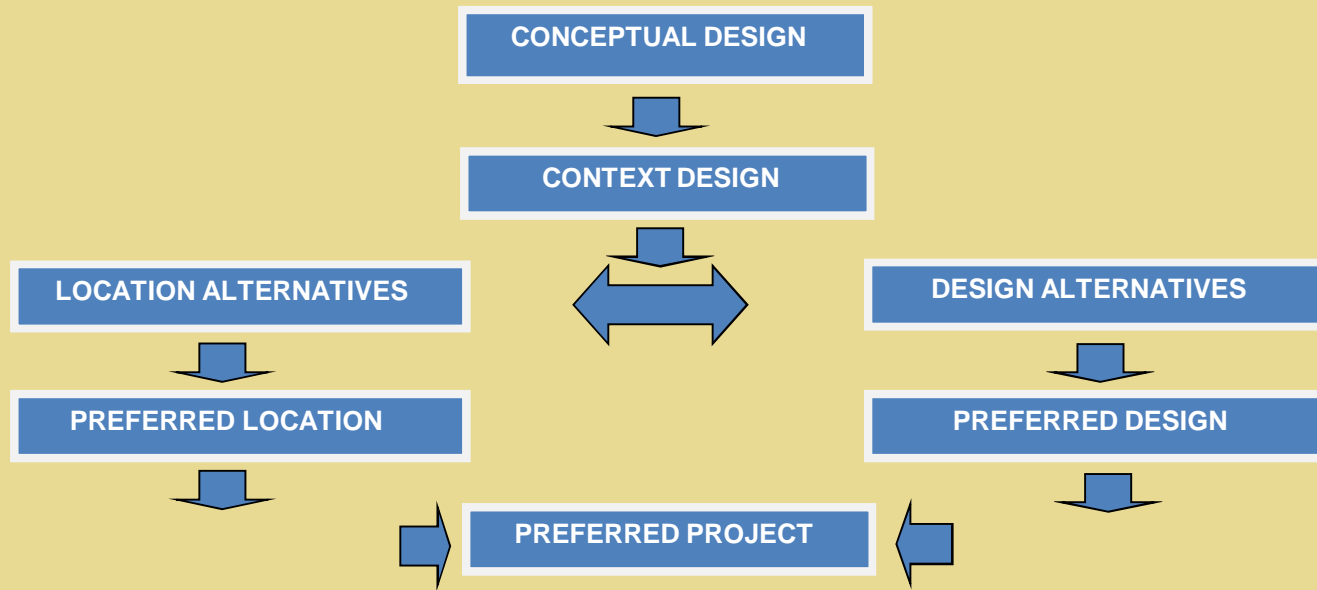 CONCEPTUAL DESIGN
CONTEXT DESIGN
LOCATION ALTERNATIVES
DESIGN ALTERNATIVES
PREFERRED LOCATION
PREFERRED DESIGN
PREFERRED PROJECT